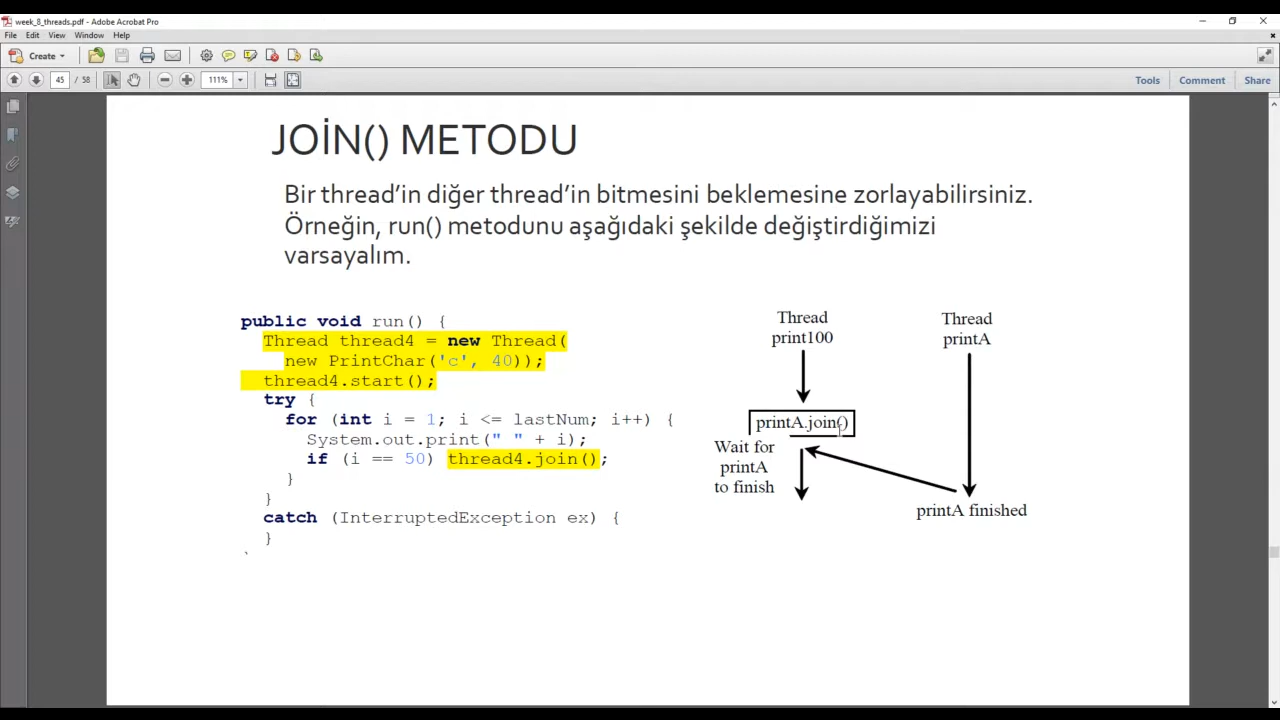 week_8_threads.pdf - Adobe Acrobat Pro
File Edit View Window Help
Create
45 / 58
111%
Tools Comment Share
JOİN() METODU
Bir thread’in diğer thread’in bitmesini beklemesine zorlayabilirsiniz.
Örneğin, run() metodunu aşağıdaki şekilde değiştirdiğimizi
varsayalım.
public void run() {
Thread thread4 = new Thread(
new PrintChar('c', 40));
thread4.start();
try {
for (int i = 1; i <= lastNum; i++) {
System.out.print(" " + i);
if (i == 50) thread4.join();
}
}
catch (InterruptedException ex) {
}
Thread
print100
printA.join()
Wait for
printA
to finish
Thread
printA
printA finished